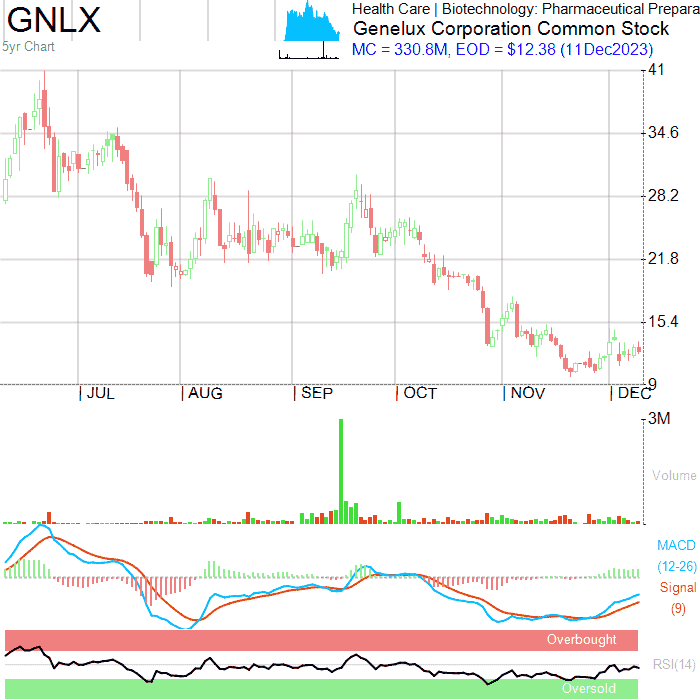 GNLX
5yr Chart
Health Care | Biotechnology: Pharmaceutical Prepara
Genelux Corporation Common Stock
MC = 330.8M, EOD = $12.38 (11Dec2023)
41
34.6
28.2
21.8
15.4
9
| JUL | AUG | SEP | OCT | NOV | DEC
3M
Volume
MACD
(12-26)
Signal
(9)
Overbought
RSI(14)
Oversold